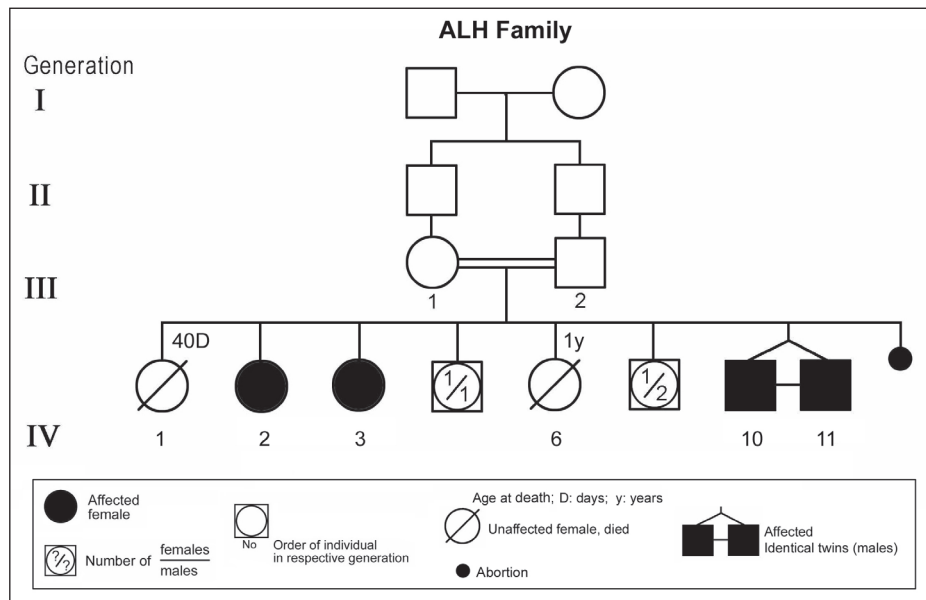 ALH Family
Generation
I
II
III
1 2
40D 1y
1/1 1/2
IV
1 2 3 6 10 11
Affected
female
?/?
Number of females
males
No
Order of individual
in respective generation
Age at death; D: days; y: years
Unaffected female, died
Abortion
Affected
Identical twins (males)